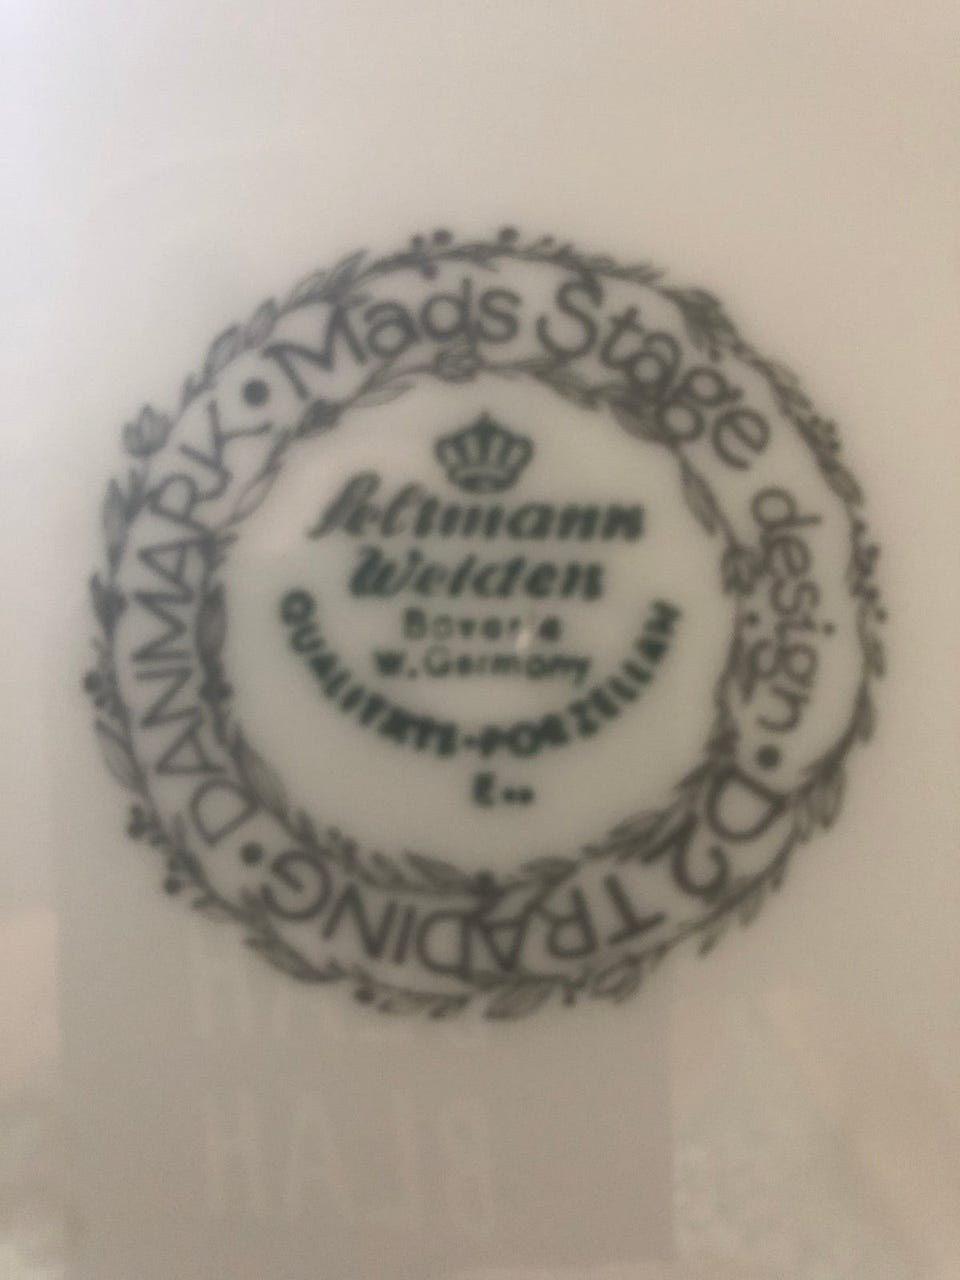 Mads Stage design • D2 TRADING • DANMARK •
Seltmann
Weiden
Bavaria
W. Germany
QUALITÄTS-PORZELLAN
E••